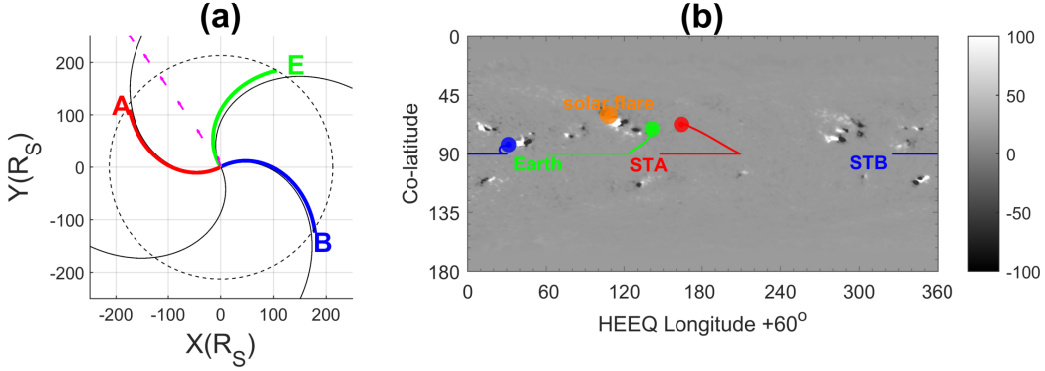 (a)
200
100
0
-100
-200
-200
-100
0
100
200
Y(R_S)
X(R_S)
A
E
B
(b)
0
45
90
135
180
0
60
120
180
240
300
360
Co-latitude
HEEQ Longitude +60°
solar flare
Earth
STA
STB
100
50
0
-50
-100